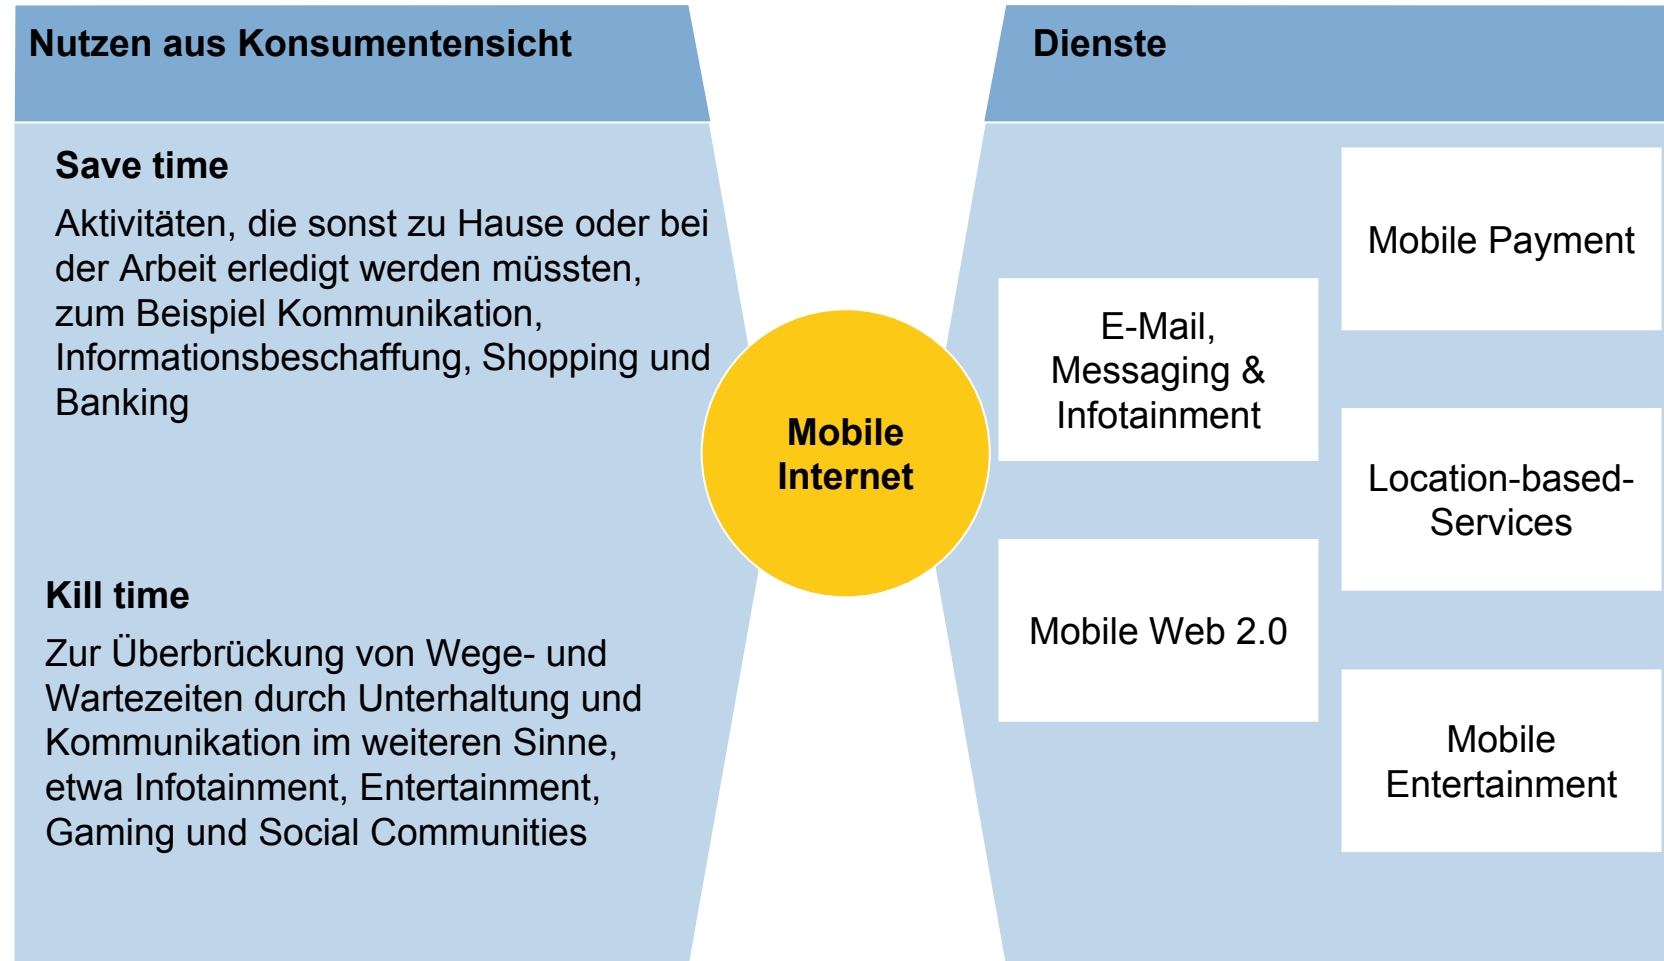 Nutzen aus Konsumentensicht
Save time
Aktivitäten, die sonst zu Hause oder bei
der Arbeit erledigt werden müssten,
zum Beispiel Kommunikation,
Informationsbeschaffung, Shopping und
Banking
Kill time
Zur Überbrückung von Wege- und
Wartezeiten durch Unterhaltung und
Kommunikation im weiteren Sinne,
etwa Infotainment, Entertainment,
Gaming und Social Communities
Mobile
Internet
Dienste
Mobile Payment
E-Mail,
Messaging &
Infotainment
Location-based-
Services
Mobile Web 2.0
Mobile
Entertainment